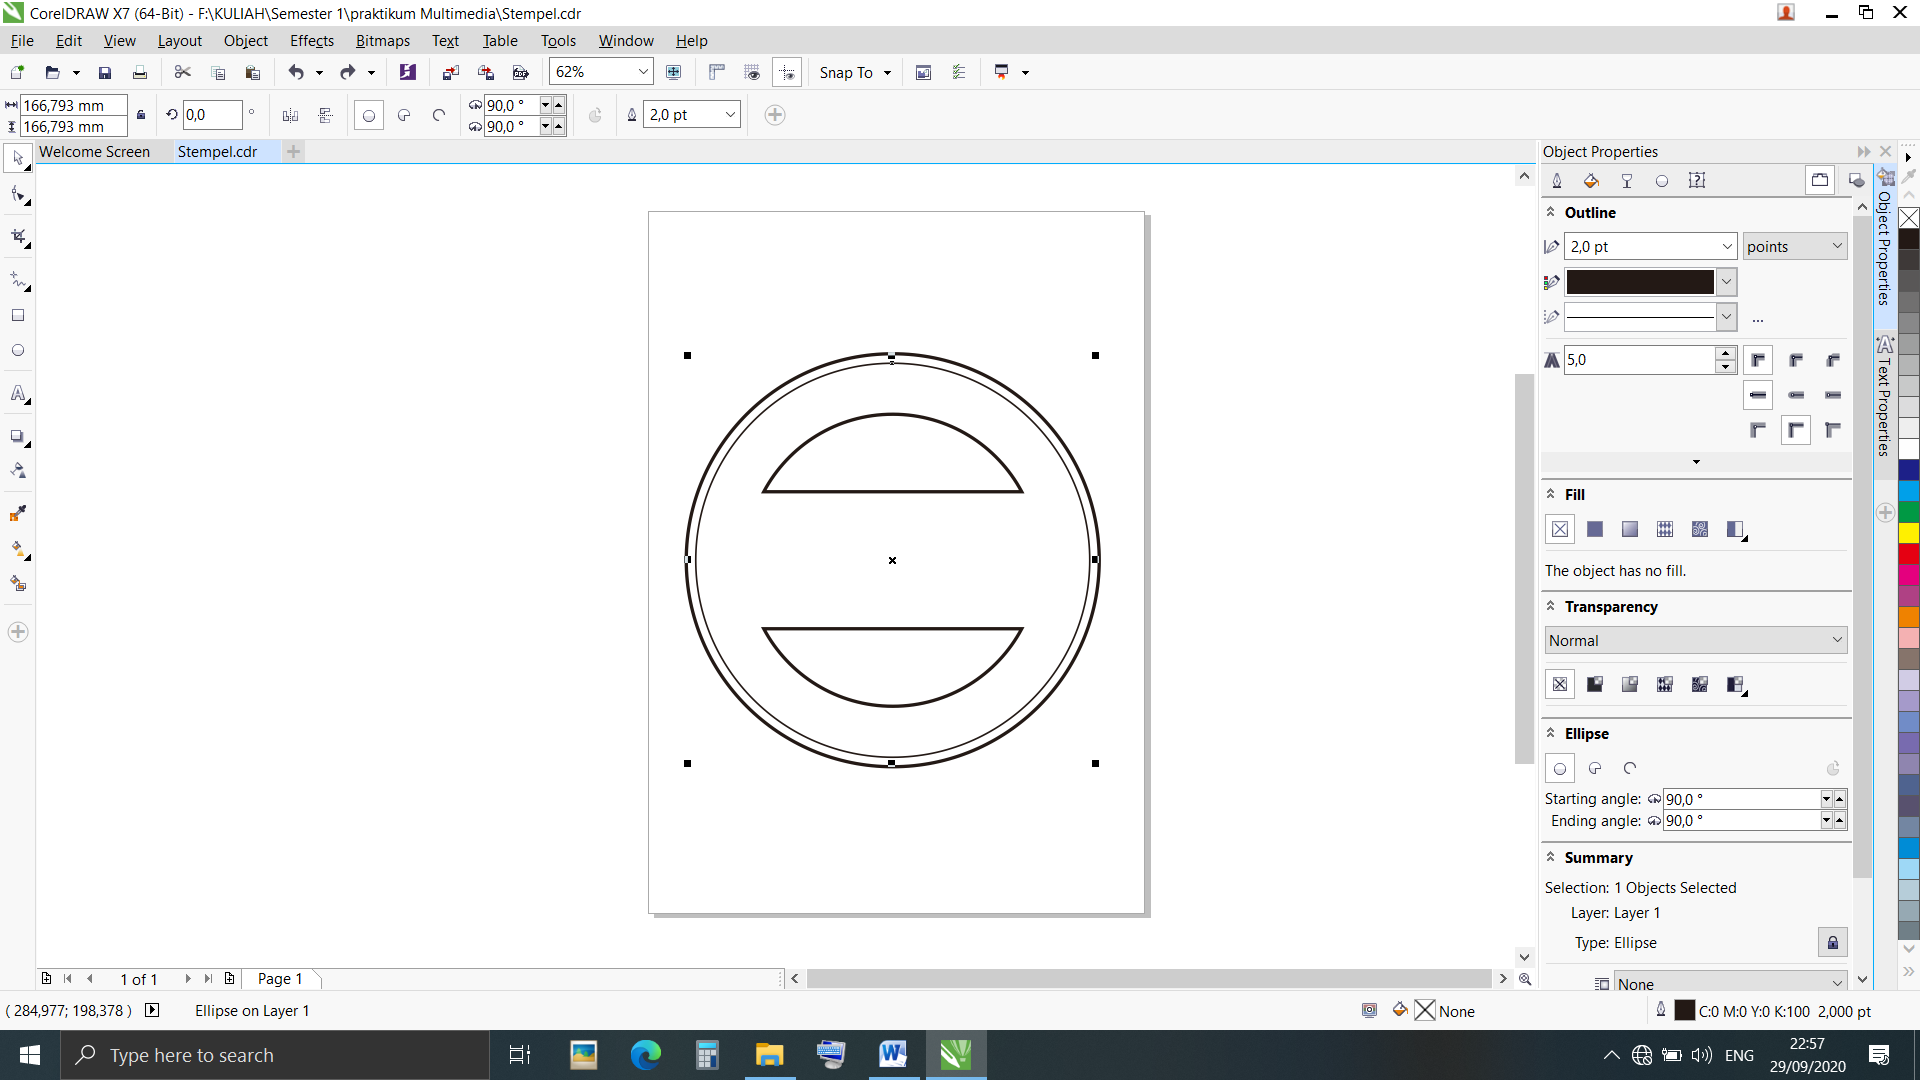 CorelDRAW X7 (64-Bit) - F:\KULIAH\Semester 1\praktikum Multimedia\Stempel.cdr
File Edit View Layout Object Effects Bitmaps Text Table Tools Window Help
62% Snap To
166,793 mm
166,793 mm
0,0 °
90,0 °
90,0 °
2,0 pt
Welcome Screen Stempel.cdr
Object Properties
Outline
2,0 pt points
...
5,0
Fill
The object has no fill.
Transparency
Normal
Ellipse
Starting angle: 90,0 °
Ending angle: 90,0 °
Summary
Selection: 1 Objects Selected
Layer: Layer 1
Type: Ellipse
None
Object Properties
Text Properties
1 of 1 Page 1
( 284,977; 198,378 ) Ellipse on Layer 1 None C:0 M:0 Y:0 K:100 2,000 pt
Type here to search
ENG
22:57
29/09/2020